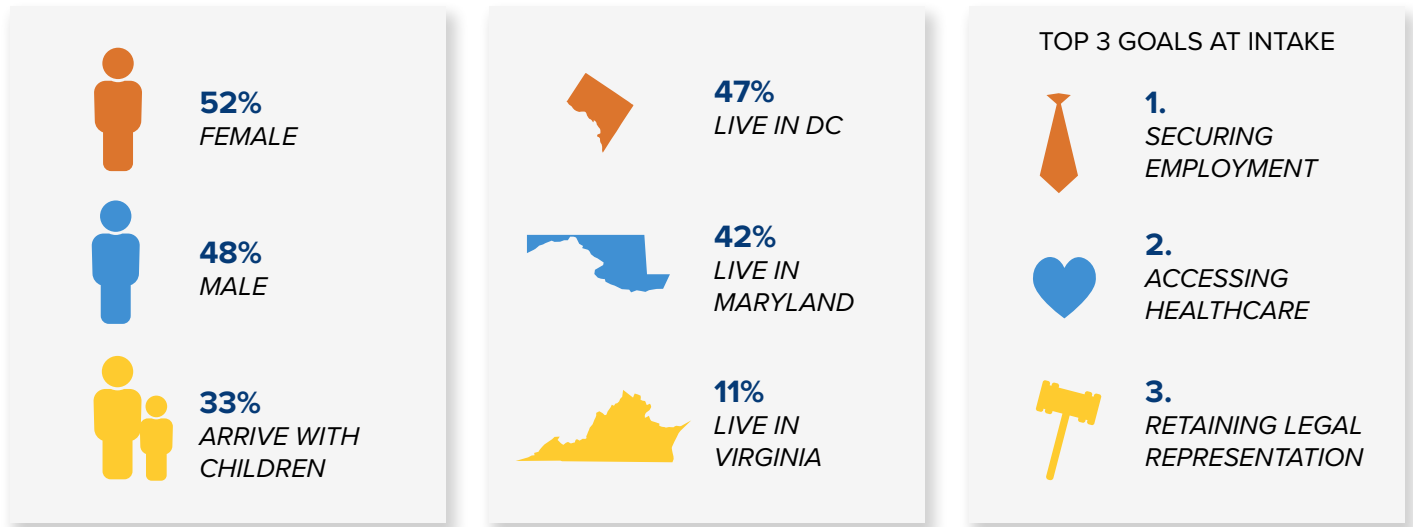 52%
FEMALE
48%
MALE
33%
ARRIVE WITH
CHILDREN
47%
LIVE IN DC
42%
LIVE IN
MARYLAND
11%
LIVE IN
VIRGINIA
TOP 3 GOALS AT INTAKE
1.
SECURING
EMPLOYMENT
2.
ACCESSING
HEALTHCARE
3.
RETAINING LEGAL
REPRESENTATION